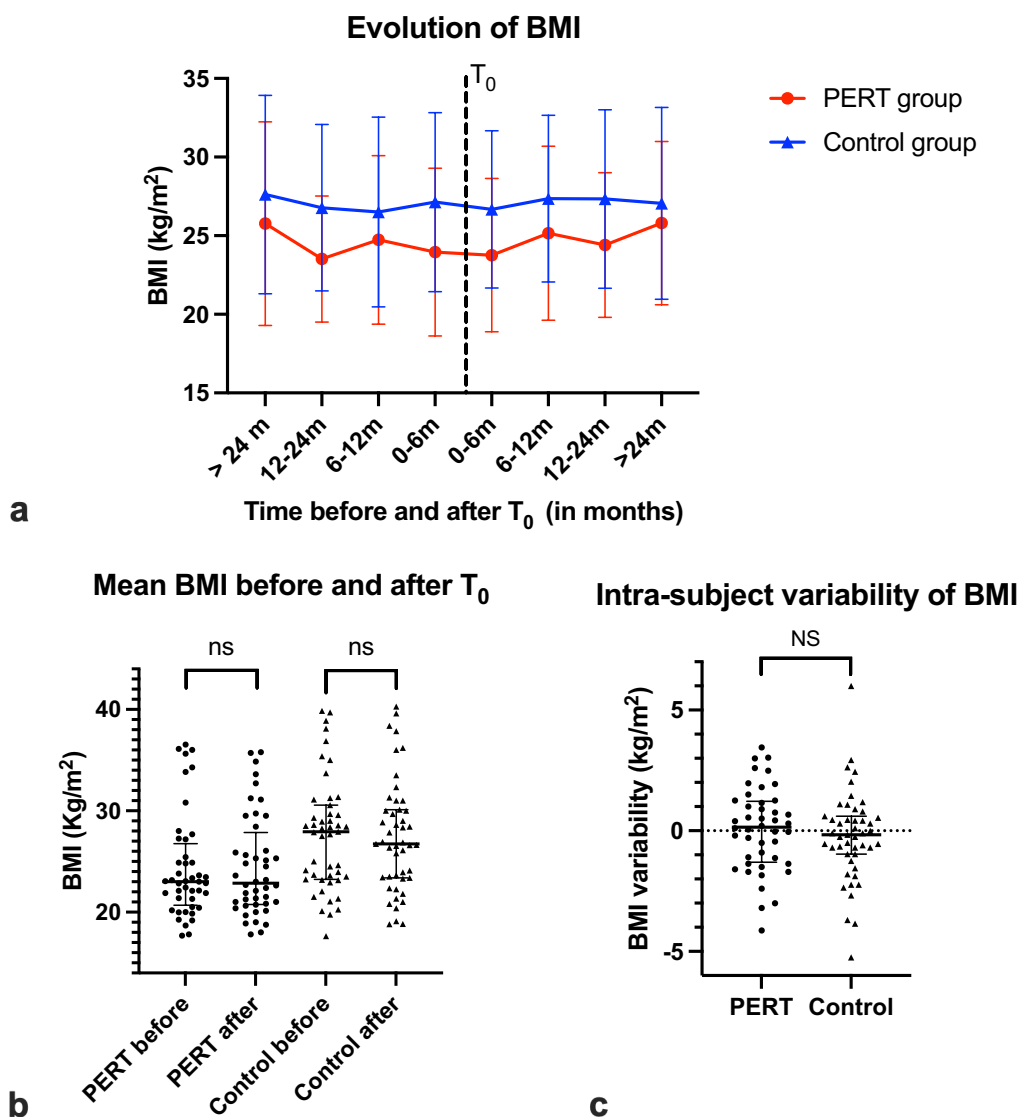 Evolution of BMI
T0
PERT group
Control group
BMI (kg/m2)
35
30
25
20
15
> 24 m
12-24m
6-12m
0-6m
0-6m
6-12m
12-24m
>24m
Time before and after T0 (in months)
a
Mean BMI before and after T0
ns
ns
BMI (Kg/m2)
40
30
20
PERT before
PERT after
Control before
Control after
b
Intra-subject variability of BMI
NS
BMI variability (kg/m2)
5
0
-5
PERT
Control
c